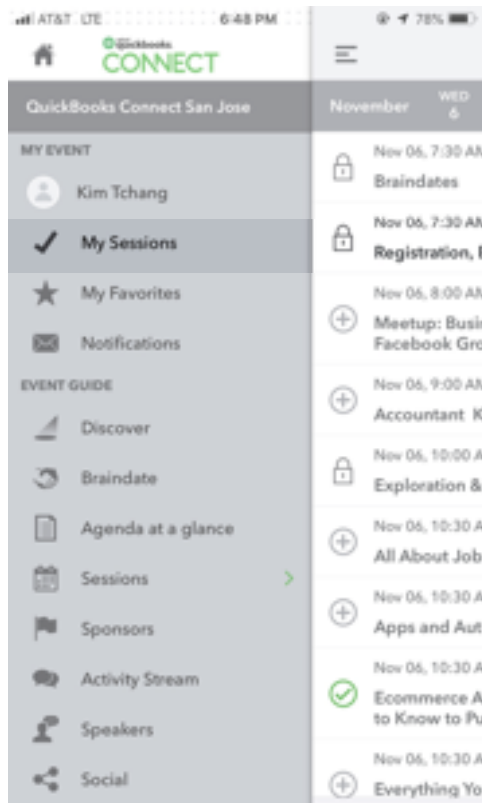 AT&T LTE 6:48 PM 78%
quickbooks
CONNECT
QuickBooks Connect San Jose
MY EVENT
Kim Tchang
My Sessions
My Favorites
Notifications
EVENT GUIDE
Discover
Braindate
Agenda at a glance
Sessions
Sponsors
Activity Stream
Speakers
Social
November WED 6
Nov 06, 7:30 AM
Braindates
Nov 06, 7:30 AM
Registration,
Nov 06, 8:00 AM
Meetup: Busi
Facebook Gro
Nov 06, 9:00 AM
Accountant K
Nov 06, 10:00 A
Exploration &
Nov 06, 10:30 A
All About Job
Nov 06, 10:30 A
Apps and Aut
Nov 06, 10:30 A
Ecommerce A
to Know to Pu
Nov 06, 10:30 A
Everything Yo